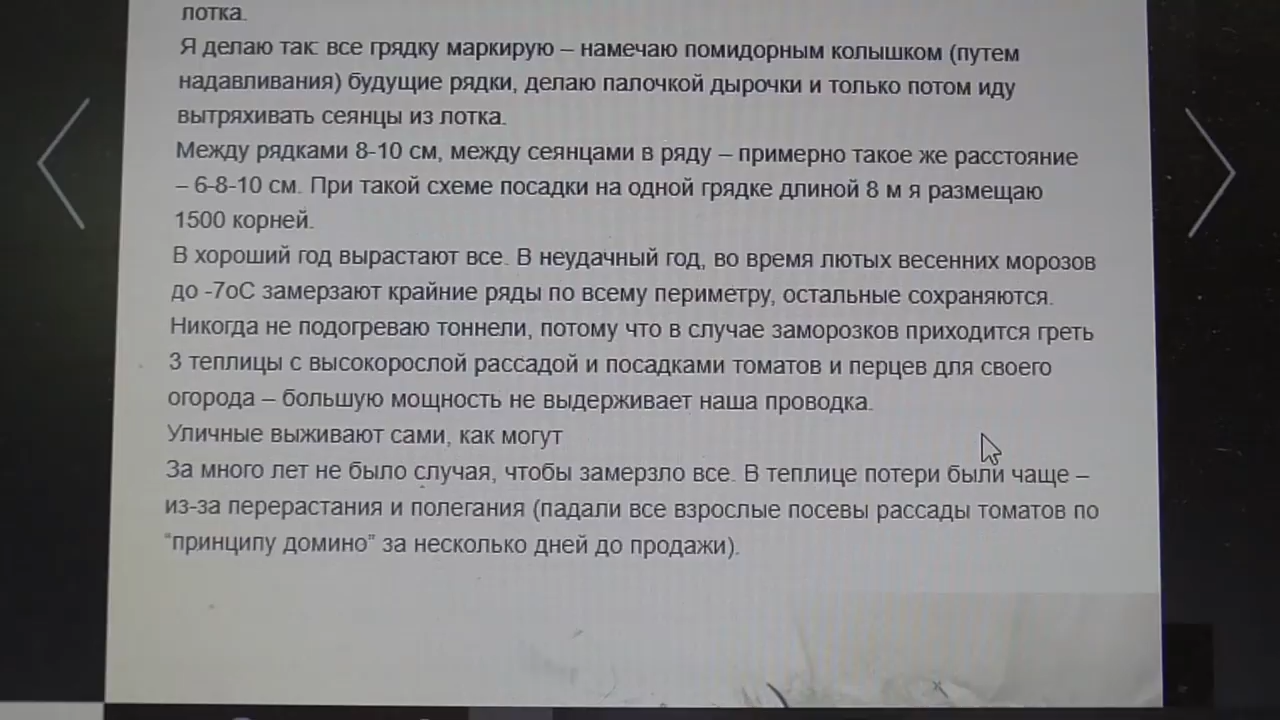 лотка.
Я делаю так: все грядку маркирую – намечаю помидорным колышком (путем
надавливания) будущие рядки, делаю палочкой дырочки и только потом иду
вытряхивать сеянцы из лотка.
Между рядками 8-10 см, между сеянцами в ряду – примерно такое же расстояние
– 6-8-10 см. При такой схеме посадки на одной грядке длиной 8 м я размещаю
1500 корней.
В хороший год вырастают все. В неудачный год, во время лютых весенних морозов
до -7оС замерзают крайние ряды по всему периметру, остальные сохраняются.
Никогда не подогреваю тоннели, потому что в случае заморозков приходится греть
3 теплицы с высокорослой рассадой и посадками томатов и перцев для своего
огорода – большую мощность не выдерживает наша проводка.
Уличные выживают сами, как могут
За много лет не было случая, чтобы замерзло все. В теплице потери были чаще –
из-за перерастания и полегания (падали все взрослые посевы рассады томатов по
“принципу домино” за несколько дней до продажи).